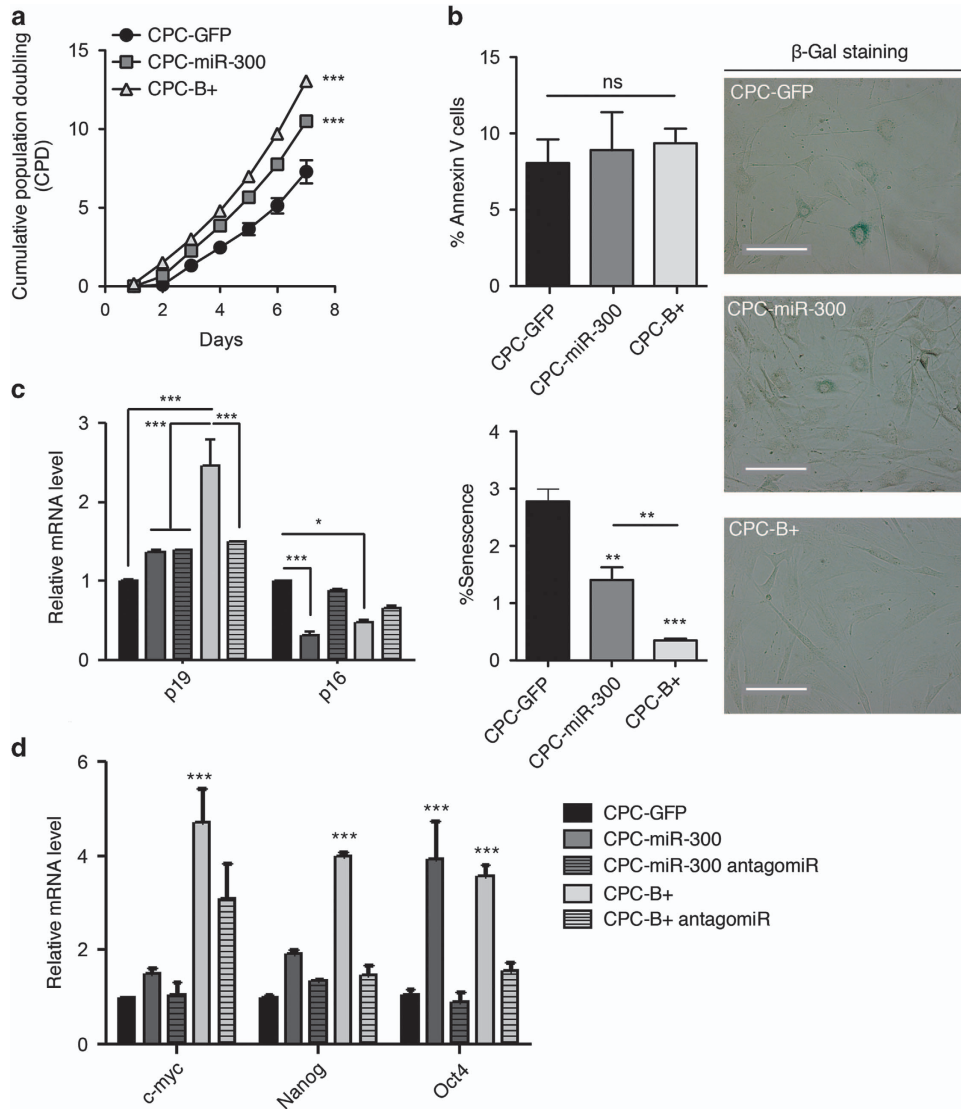 a
CPC-GFP
CPC-miR-300
CPC-B+
Cumulative population doubling
(CPD)
15
10
5
0
0 2 4 6 8
Days
***
***
b
% Annexin V cells
15
10
5
0
ns
CPC-GFP
CPC-miR-300
CPC-B+
%Senescence
4
3
2
1
0
**
**
***
CPC-GFP
CPC-miR-300
CPC-B+
β-Gal staining
CPC-GFP
CPC-miR-300
CPC-B+
c
Relative mRNA level
3
2
1
0
***
***
***
*
***
p19
p16
d
Relative mRNA level
6
4
2
0
***
***
***
***
c-myc
Nanog
Oct4
CPC-GFP
CPC-miR-300
CPC-miR-300 antagomiR
CPC-B+
CPC-B+ antagomiR